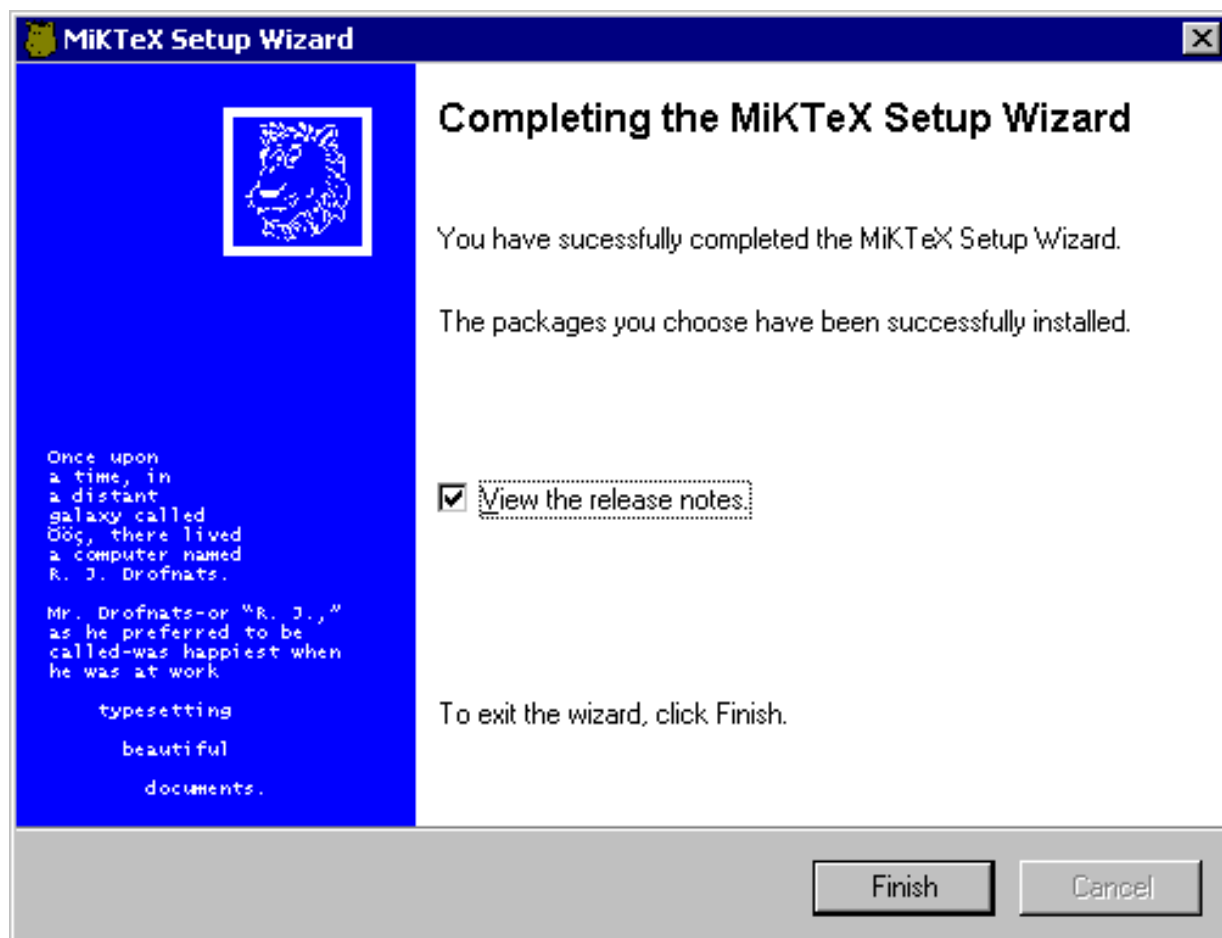 MiKTeX Setup Wizard
Completing the MiKTeX Setup Wizard
You have sucessfully completed the MiKTeX Setup Wizard.
The packages you choose have been successfully installed.
View the release notes.
To exit the wizard, click Finish.
Once upon
a time, in
a distant
galaxy called
Ööç, there lived
a computer named
R. J. Drofnats.
Mr. Drofnats-or "R. J.,"
as he preferred to be
called-was happiest when
he was at work
typesetting
beautiful
documents.
Finish
Cancel